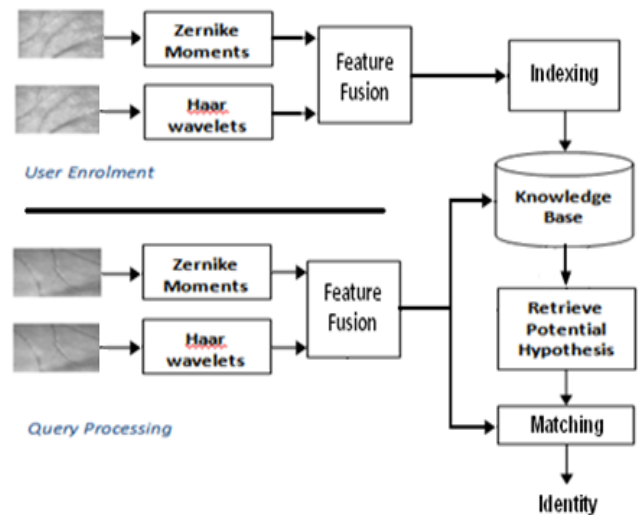 Zernike
Moments
Feature
Fusion
Indexing
Haar
wavelets
User Enrolment
Knowledge
Base
Zernike
Moments
Feature
Fusion
Haar
wavelets
Retrieve
Potential
Hypothesis
Query Processing
Matching
Identity